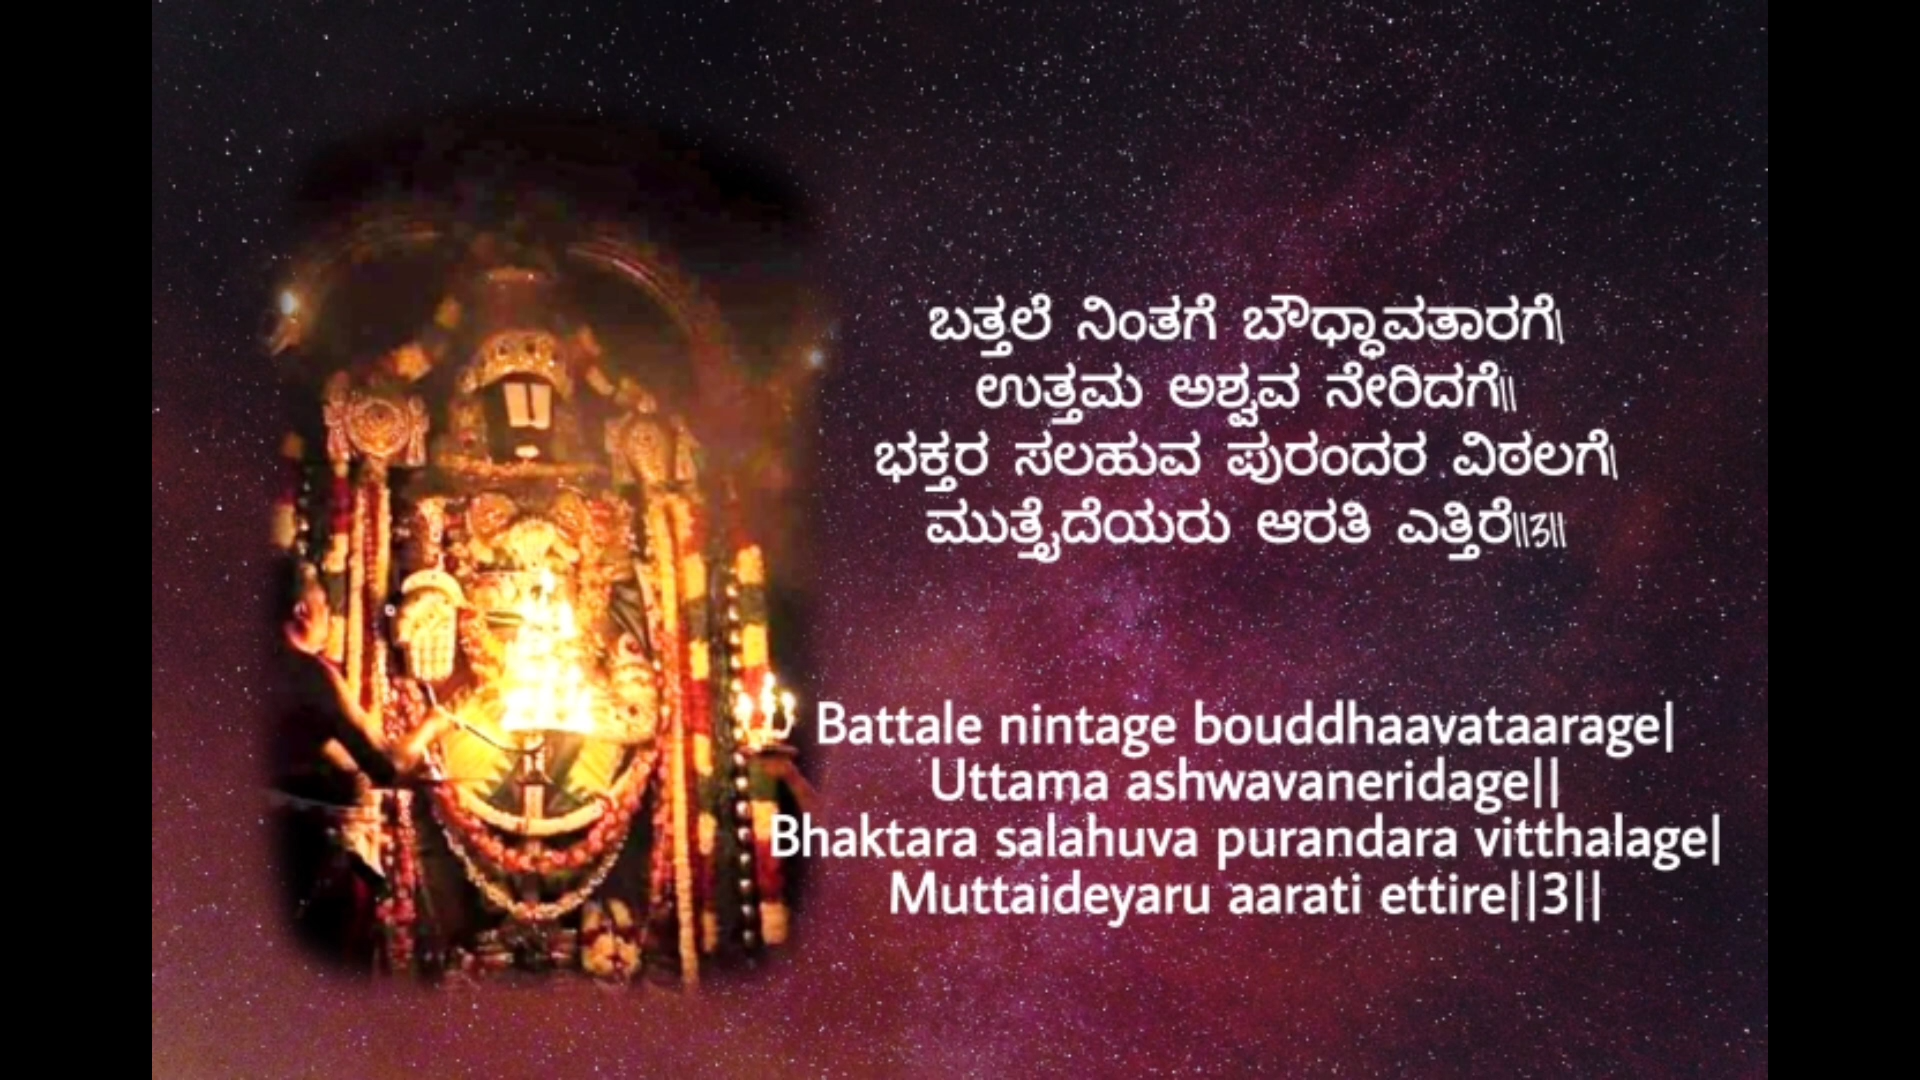 ಬತ್ತಲೆ ನಿಂತಗೆ ಬೌಧ್ಧಾವತಾರಗೆ|
ಉತ್ತಮ ಅಶ್ವವ ನೇರಿದಗೆ||
ಭಕ್ತರ ಸಲಹುವ ಪುರಂದರ ವಿಠಲಗೆ|
ಮುತ್ತೈದೆಯರು ಆರತಿ ಎತ್ತಿರೆ||3||
Battale nintage bouddhaavataarage|
Uttama ashwavaneridage||
Bhaktara salahuva purandara vitthalage|
Muttaideyaru aarati ettire||3||